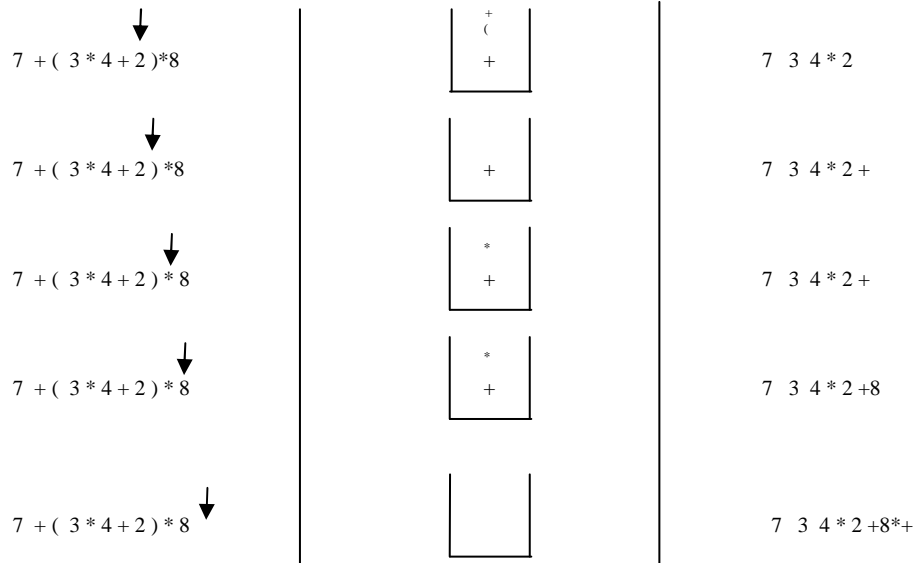 +
(
7 + ( 3 * 4 + 2 )*8 + 7 3 4 * 2
7 + ( 3 * 4 + 2 ) *8 + 7 3 4 * 2 +
*
7 + ( 3 * 4 + 2 ) * 8 + 7 3 4 * 2 +
*
7 + ( 3 * 4 + 2 ) * 8 + 7 3 4 * 2 +8
7 + ( 3 * 4 + 2 ) * 8 7 3 4 * 2 +8*+